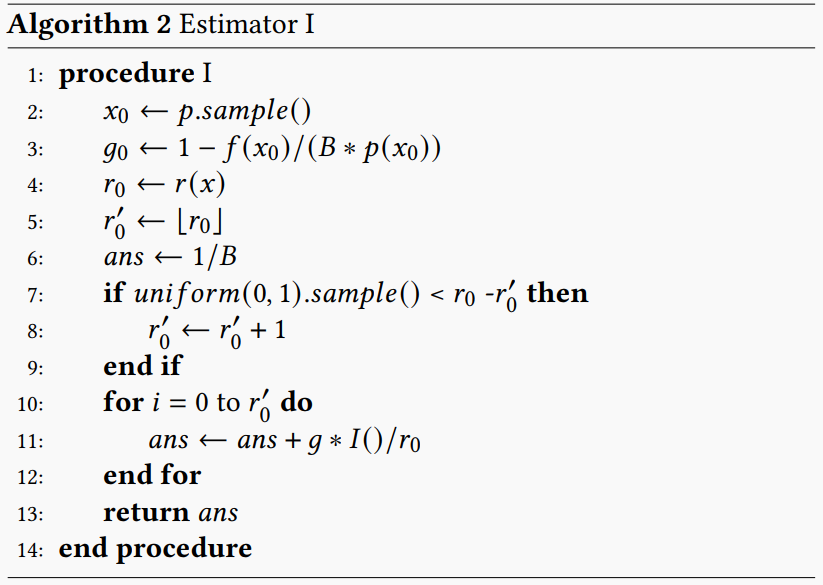 Algorithm 2 Estimator I
1: procedure I
2: x₀ ← p.sample()
3: g₀ ← 1 − f(x₀)/(B ∗ p(x₀))
4: r₀ ← r(x)
5: r′₀ ← ⌊r₀⌋
6: ans ← 1/B
7: if uniform(0, 1).sample() < r₀ -r′₀ then
8: r′₀ ← r′₀ + 1
9: end if
10: for i = 0 to r′₀ do
11: ans ← ans + g ∗ I()/r₀
12: end for
13: return ans
14: end procedure